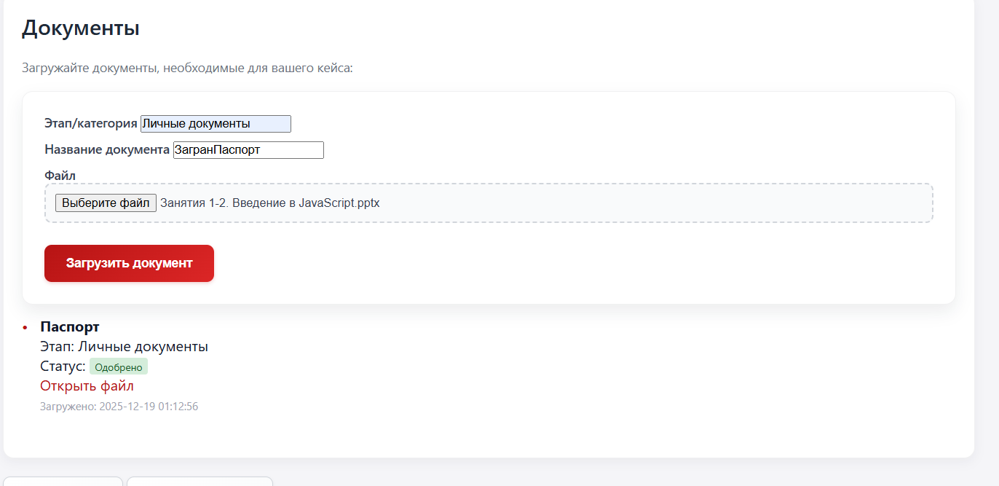 Документы
Загружайте документы, необходимые для вашего кейса:
Этап/категория Личные документы
Название документа ЗагранПаспорт
Файл
Выберите файл Занятия 1-2. Введение в JavaScript.pptx
Загрузить документ
• Паспорт
Этап: Личные документы
Статус: Одобрено
Открыть файл
Загружено: 2025-12-19 01:12:56